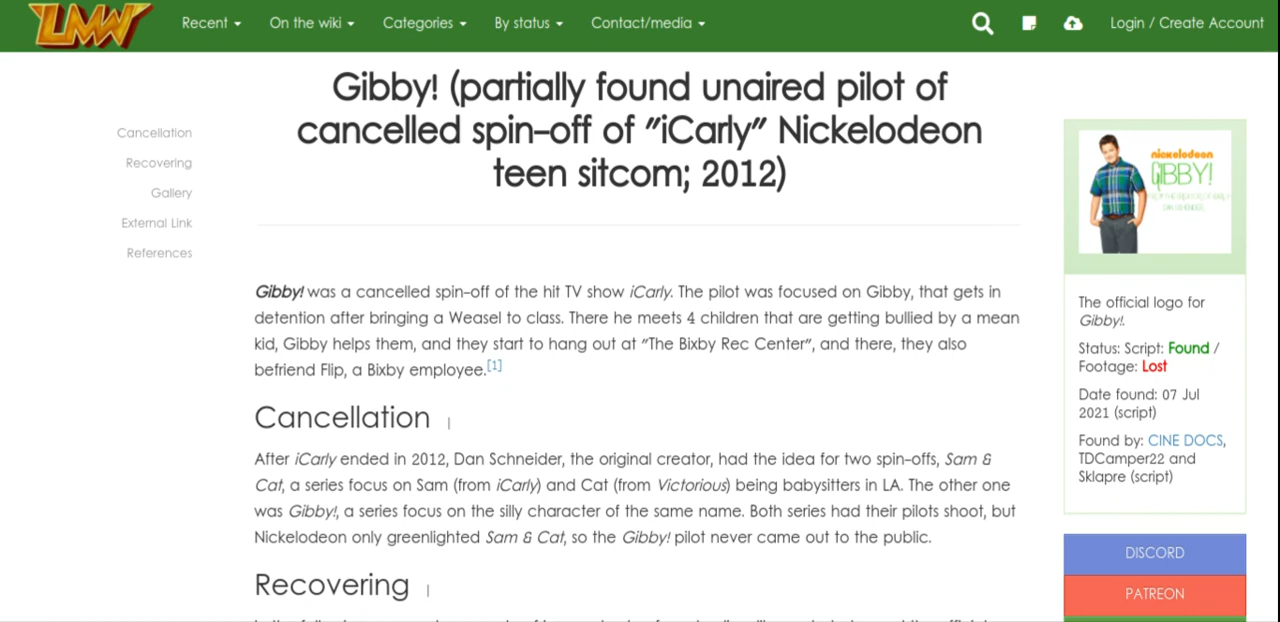 LMW
Recent
On the wiki
Categories
By status
Contact/media
Login / Create Account
Gibby! (partially found unaired pilot of
cancelled spin-off of "iCarly" Nickelodeon
teen sitcom; 2012)
Cancellation
Recovering
Gallery
External Link
References
Gibby! was a cancelled spin-off of the hit TV show iCarly. The pilot was focused on Gibby, that gets in
detention after bringing a Weasel to class. There he meets 4 children that are getting bullied by a mean
kid, Gibby helps them, and they start to hang out at "The Bixby Rec Center", and there, they also
befriend Flip, a Bixby employee.[1]
Cancellation
After iCarly ended in 2012, Dan Schneider, the original creator, had the idea for two spin-offs, Sam &
Cat, a series focus on Sam (from iCarly) and Cat (from Victorious) being babysitters in LA. The other one
was Gibby!, a series focus on the silly character of the same name. Both series had their pilots shoot, but
Nickelodeon only greenlighted Sam & Cat, so the Gibby! pilot never came out to the public.
Recovering
nickelodeon
GIBBY!
The official logo for
Gibby!.
Status: Script: Found /
Footage: Lost
Date found: 07 Jul
2021 (script)
Found by: CINE DOCS,
TDCamper22 and
Sklapre (script)
DISCORD
PATREON